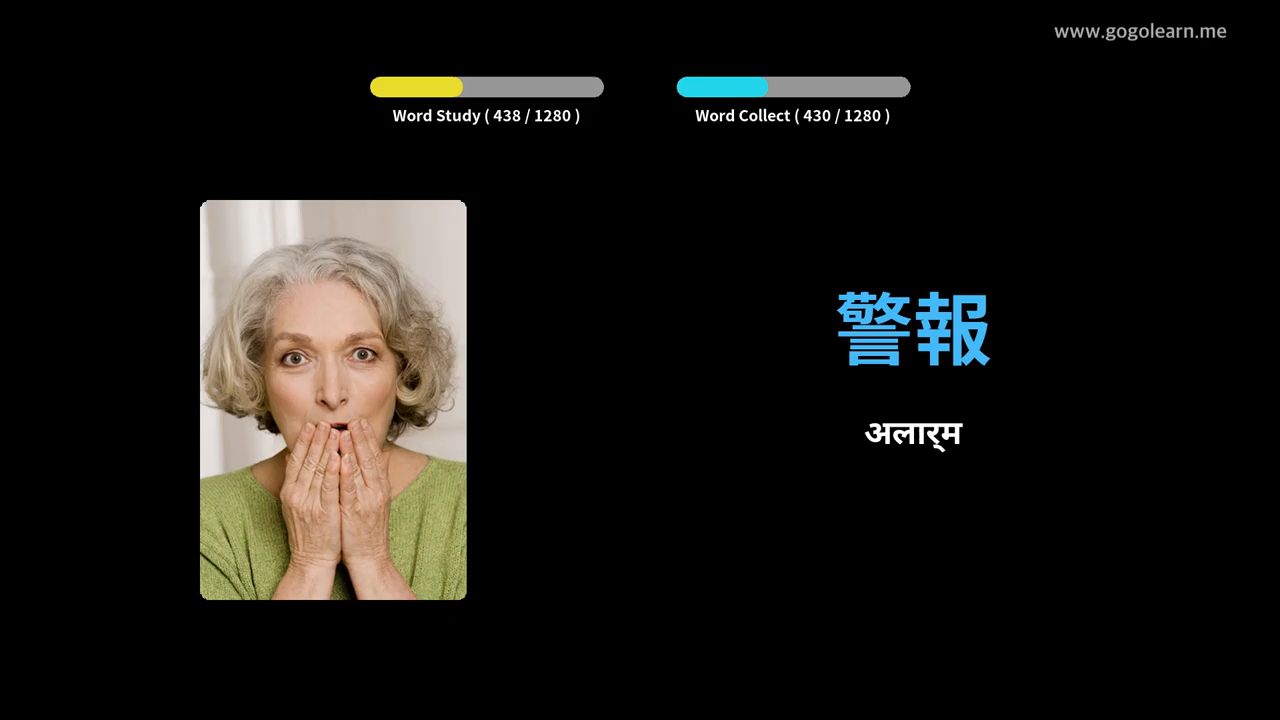 www.gogolearn.me
Word Study ( 438 / 1280 )
Word Collect ( 430 / 1280 )
警報
अलार्म